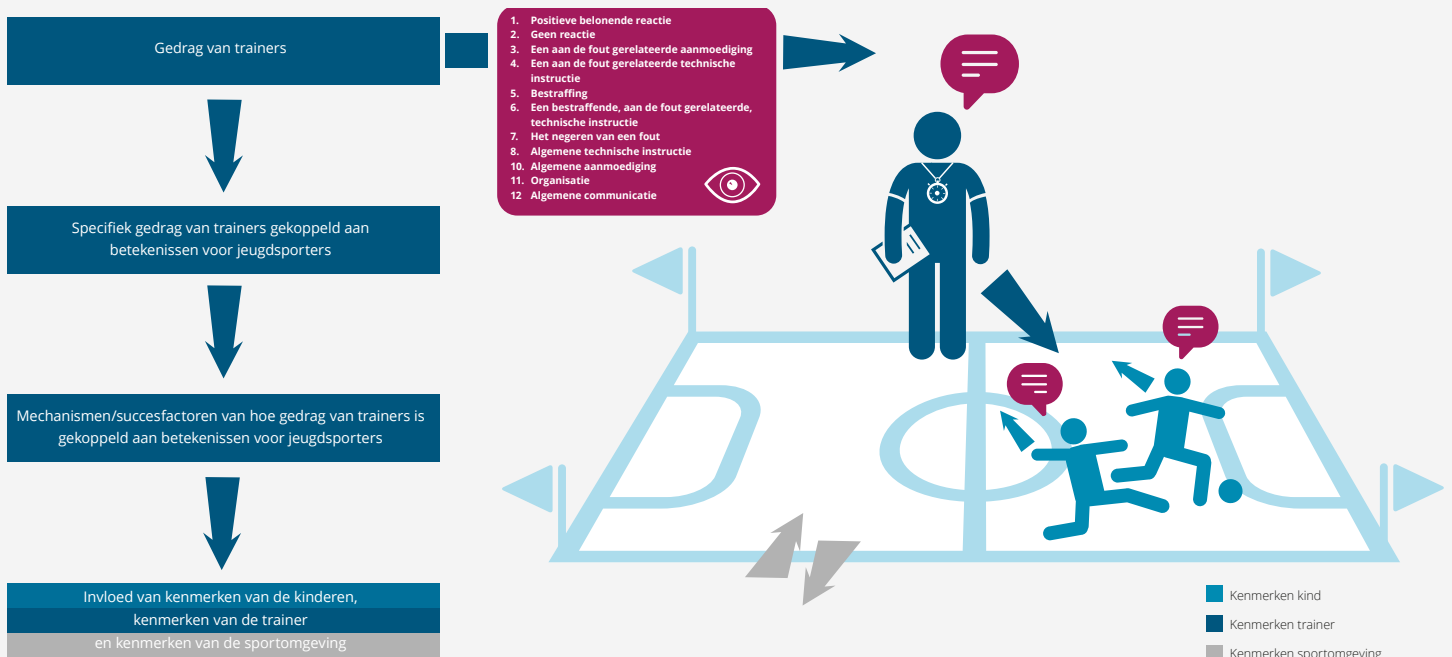 Gedrag van trainers
1. Positieve belonende reactie
2. Geen reactie
3. Een aan de fout gerelateerde aanmoediging
4. Een aan de fout gerelateerde technische
instructie
5. Bestraffing
6. Een bestraffende, aan de fout gerelateerde,
technische instructie
7. Het negeren van een fout
8. Algemene technische instructie
10. Algemene aanmoediging
11. Organisatie
12 Algemene communicatie
Specifiek gedrag van trainers gekoppeld aan
betekenissen voor jeugdsporters
Mechanismen/succesfactoren van hoe gedrag van trainers is
gekoppeld aan betekenissen voor jeugdsporters
Invloed van kenmerken van de kinderen,
kenmerken van de trainer
en kenmerken van de sportomgeving
Kenmerken kind
Kenmerken trainer
Kenmerken sportomgeving